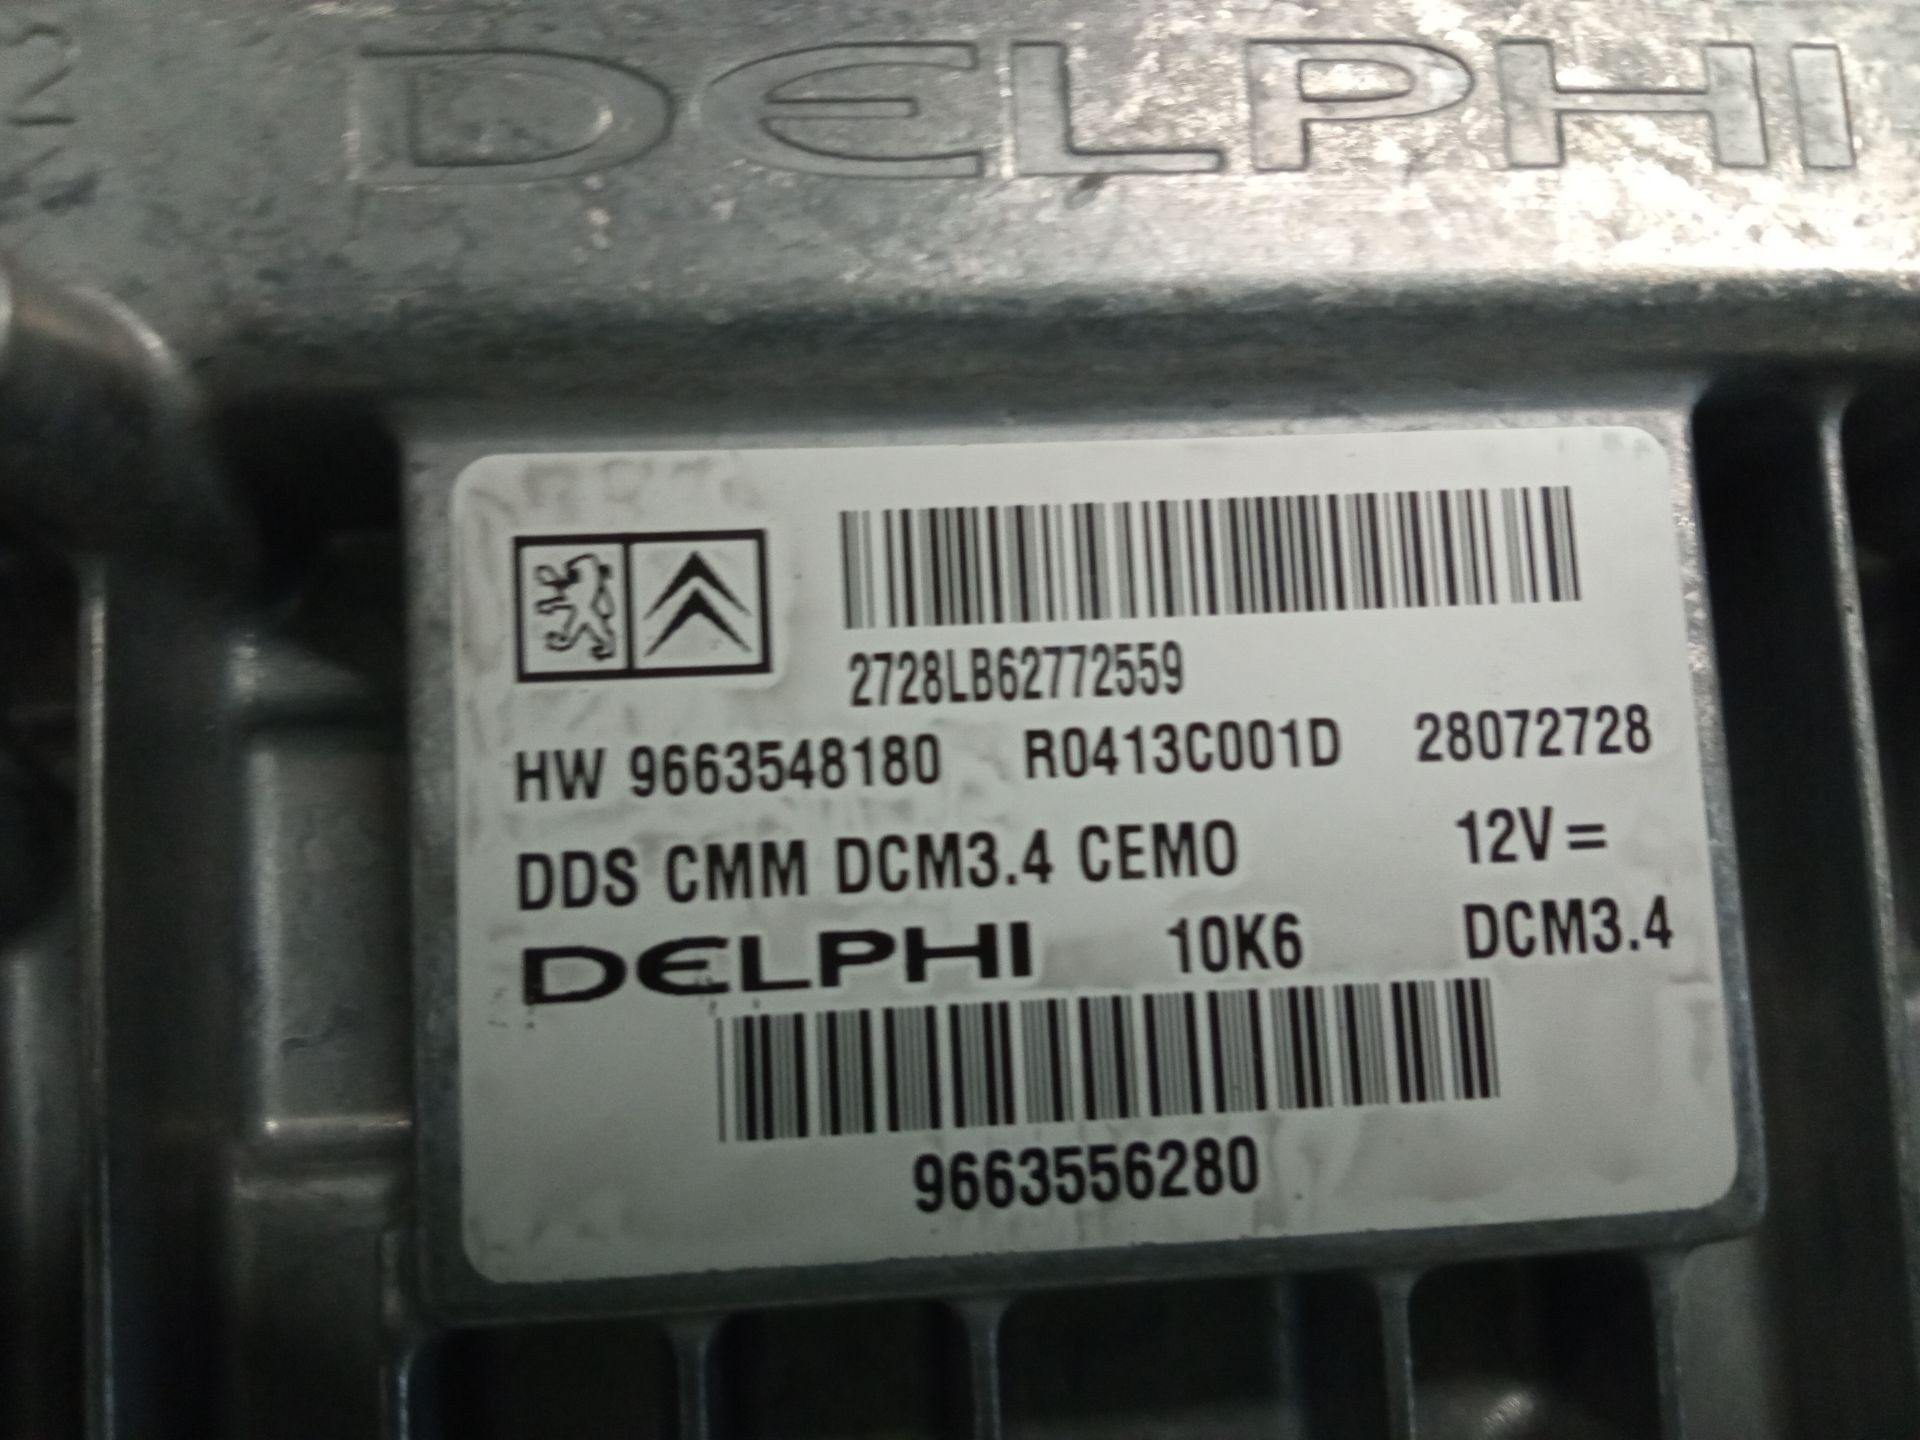 DELPHI
2728LB62772559
HW 9663548180 R0413C001D 28072728
DDS CMM DCM3.4 CEMO 12V =
DELPHI 10K6 DCM3.4
9663556280